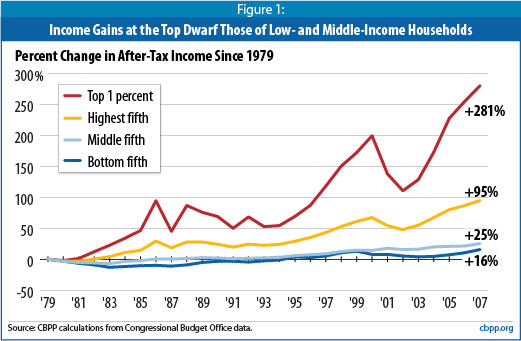 Figure 1:
Income Gains at the Top Dwarf Those of Low- and Middle-Income Households
Percent Change in After-Tax Income Since 1979
300%
250
200
150
100
50
0
-50
Top 1 percent
Highest fifth
Middle fifth
Bottom fifth
+281%
+95%
+25%
+16%
'79 '81 '83 '85 '87 '89 '91 '93 '95 '97 '99 '01 '03 '05 '07
Source: CBPP calculations from Congressional Budget Office data.
cbpp.org